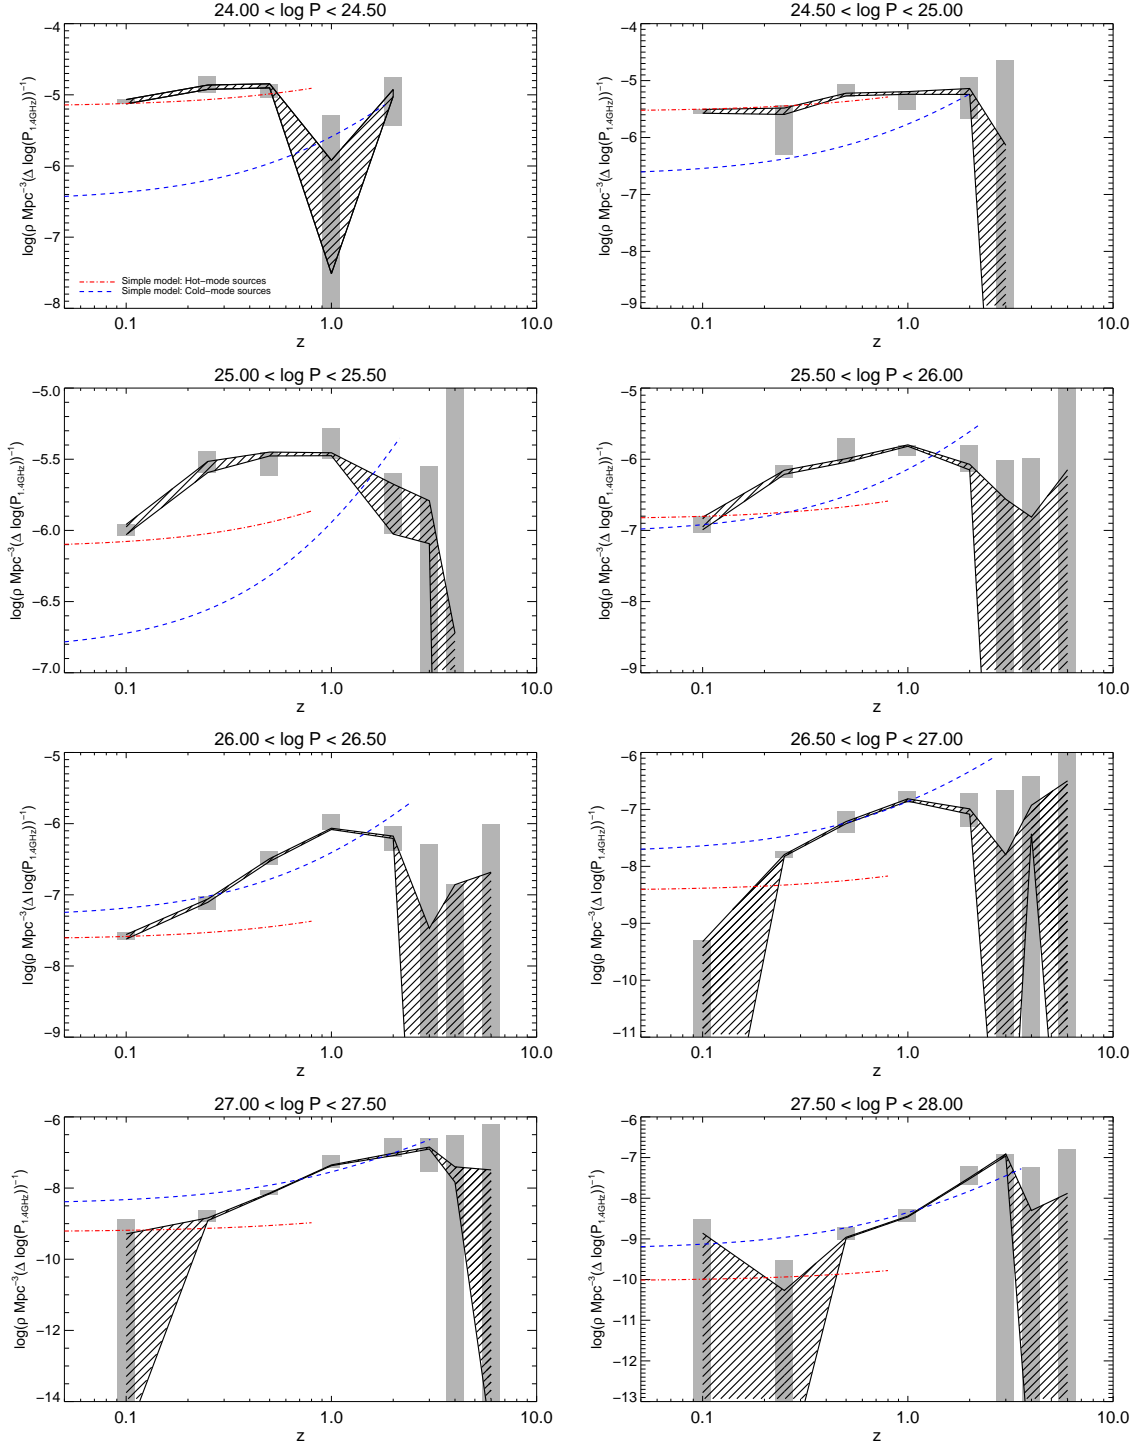 24.00 < log P < 24.50
log(ρ Mpc⁻³(Δ log(P₁.₄GHz))⁻¹)
−4
−5
−6
−7
−8
Simple model: Hot−mode sources
Simple model: Cold−mode sources
0.1 1.0 10.0
z
24.50 < log P < 25.00
log(ρ Mpc⁻³(Δ log(P₁.₄GHz))⁻¹)
−4
−5
−6
−7
−8
−9
0.1 1.0 10.0
z
25.00 < log P < 25.50
log(ρ Mpc⁻³(Δ log(P₁.₄GHz))⁻¹)
−5.0
−5.5
−6.0
−6.5
−7.0
0.1 1.0 10.0
z
25.50 < log P < 26.00
log(ρ Mpc⁻³(Δ log(P₁.₄GHz))⁻¹)
−5
−6
−7
−8
−9
0.1 1.0 10.0
z
26.00 < log P < 26.50
log(ρ Mpc⁻³(Δ log(P₁.₄GHz))⁻¹)
−5
−6
−7
−8
−9
0.1 1.0 10.0
z
26.50 < log P < 27.00
log(ρ Mpc⁻³(Δ log(P₁.₄GHz))⁻¹)
−6
−7
−8
−9
−10
−11
0.1 1.0 10.0
z
27.00 < log P < 27.50
log(ρ Mpc⁻³(Δ log(P₁.₄GHz))⁻¹)
−6
−7
−8
−9
−10
−11
−12
−13
−14
0.1 1.0 10.0
z
27.50 < log P < 28.00
log(ρ Mpc⁻³(Δ log(P₁.₄GHz))⁻¹)
−6
−7
−8
−9
−10
−11
−12
−13
0.1 1.0 10.0
z